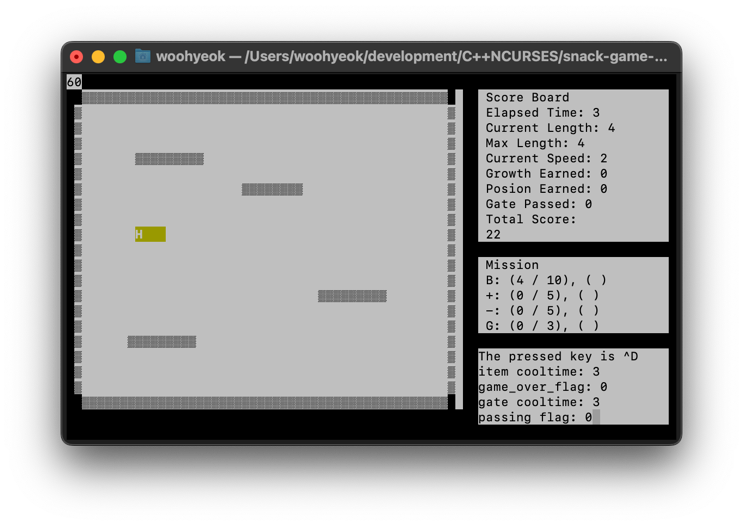 woohyeok — /Users/woohyeok/development/C++NCURSES/snack-game-...
60
Score Board
Elapsed Time: 3
Current Length: 4
Max Length: 4
Current Speed: 2
Growth Earned: 0
Posion Earned: 0
Gate Passed: 0
Total Score:
22
H
Mission
B: (4 / 10), ( )
+: (0 / 5), ( )
-: (0 / 5), ( )
G: (0 / 3), ( )
The pressed key is ^D
item cooltime: 3
game_over_flag: 0
gate cooltime: 3
passing flag: 0